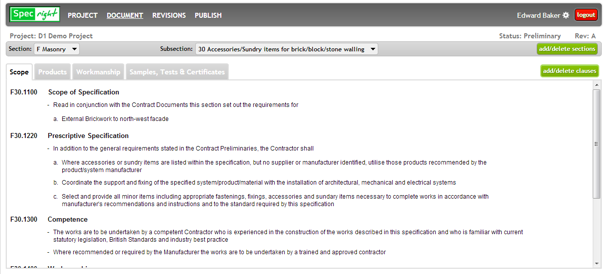 Spec right PROJECT DOCUMENT REVISIONS PUBLISH Edward Baker logout
Project: D1 Demo Project Status: Preliminary Rev: A
Section: F Masonry Subsection: 30 Accessories/Sundry items for brick/block/stone walling add/delete sections
Scope Products Workmanship Samples, Tests & Certificates add/delete clauses
F30.1100 Scope of Specification
- Read in conjunction with the Contract Documents this section set out the requirements for
a. External Brickwork to north-west facade
F30.1220 Prescriptive Specification
- In addition to the general requirements stated in the Contract Preliminaries, the Contractor shall
a. Where accessories or sundry items are listed within the specification, but no supplier or manufacturer identified, utilise those products recommended by the
product/system manufacturer
b. Coordinate the support and fixing of the specified system/product/material with the installation of architectural, mechanical and electrical systems
c. Select and provide all minor items including appropriate fastenings, fixings, accessories and sundry items necessary to complete works in accordance with
manufacturer's recommendations and instructions and to the standard required by this specification
F30.1300 Competence
- The works are to be undertaken by a competent Contractor who is experienced in the construction of the works described in this specification and who is familiar with current
statutory legislation, British Standards and industry best practice
- Where recommended or required by the Manufacturer the works are to be undertaken by a trained and approved contractor